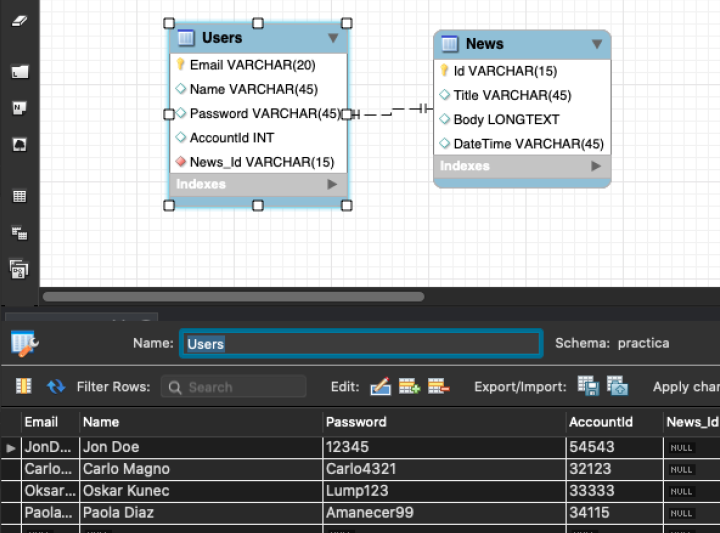 Users
Email VARCHAR(20)
Name VARCHAR(45)
Password VARCHAR(45)
AccountId INT
News_Id VARCHAR(15)
Indexes
News
Id VARCHAR(15)
Title VARCHAR(45)
Body LONGTEXT
DateTime VARCHAR(45)
Indexes
Name: Users Schema: practica
Filter Rows: Search Edit: Export/Import: Apply chan
Email Name Password AccountId News_Id
JonD... Jon Doe 12345 54543 NULL
Carlo... Carlo Magno Carlo4321 32123 NULL
Oksar... Oskar Kunec Lump123 33333 NULL
Paola... Paola Diaz Amanecer99 34115 NULL